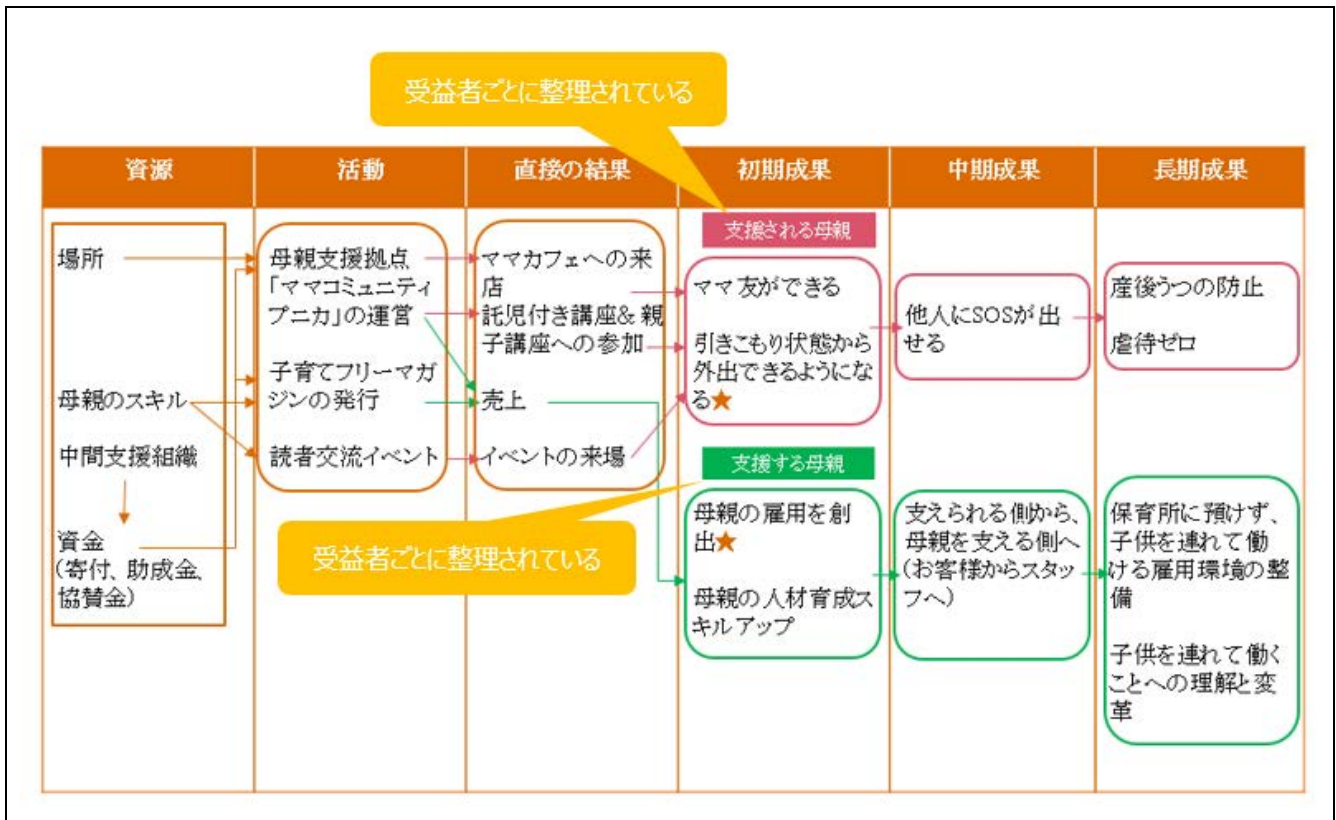 受益者ごとに整理されている
資源
活動
直接の結果
初期成果
中期成果
長期成果
場所
母親のスキル
中間支援組織
資金
(寄付、助成金、
協賛金)
母親支援拠点
「ママコミュニティ
プニカ」の運営
子育てフリーマガ
ジンの発行
読者交流イベント
ママカフェへの来
店
託児付き講座& 親
子講座への参加
売上
イベントの来場
支援される母親
ママ友ができる
引きこもり状態から
外出できるようにな
る★
他人にSOSが出
せる
産後うつの防止
虐待ゼロ
支援する母親
受益者ごとに整理されている
母親の雇用を創
出★
母親の人材育成ス
キルアップ
支えられる側から、
母親を支える側へ
(お客様からスタッ
フへ)
保育所に預けず、
子供を連れて働
ける雇用環境の整
備
子供を連れて働く
ことへの理解と変
革